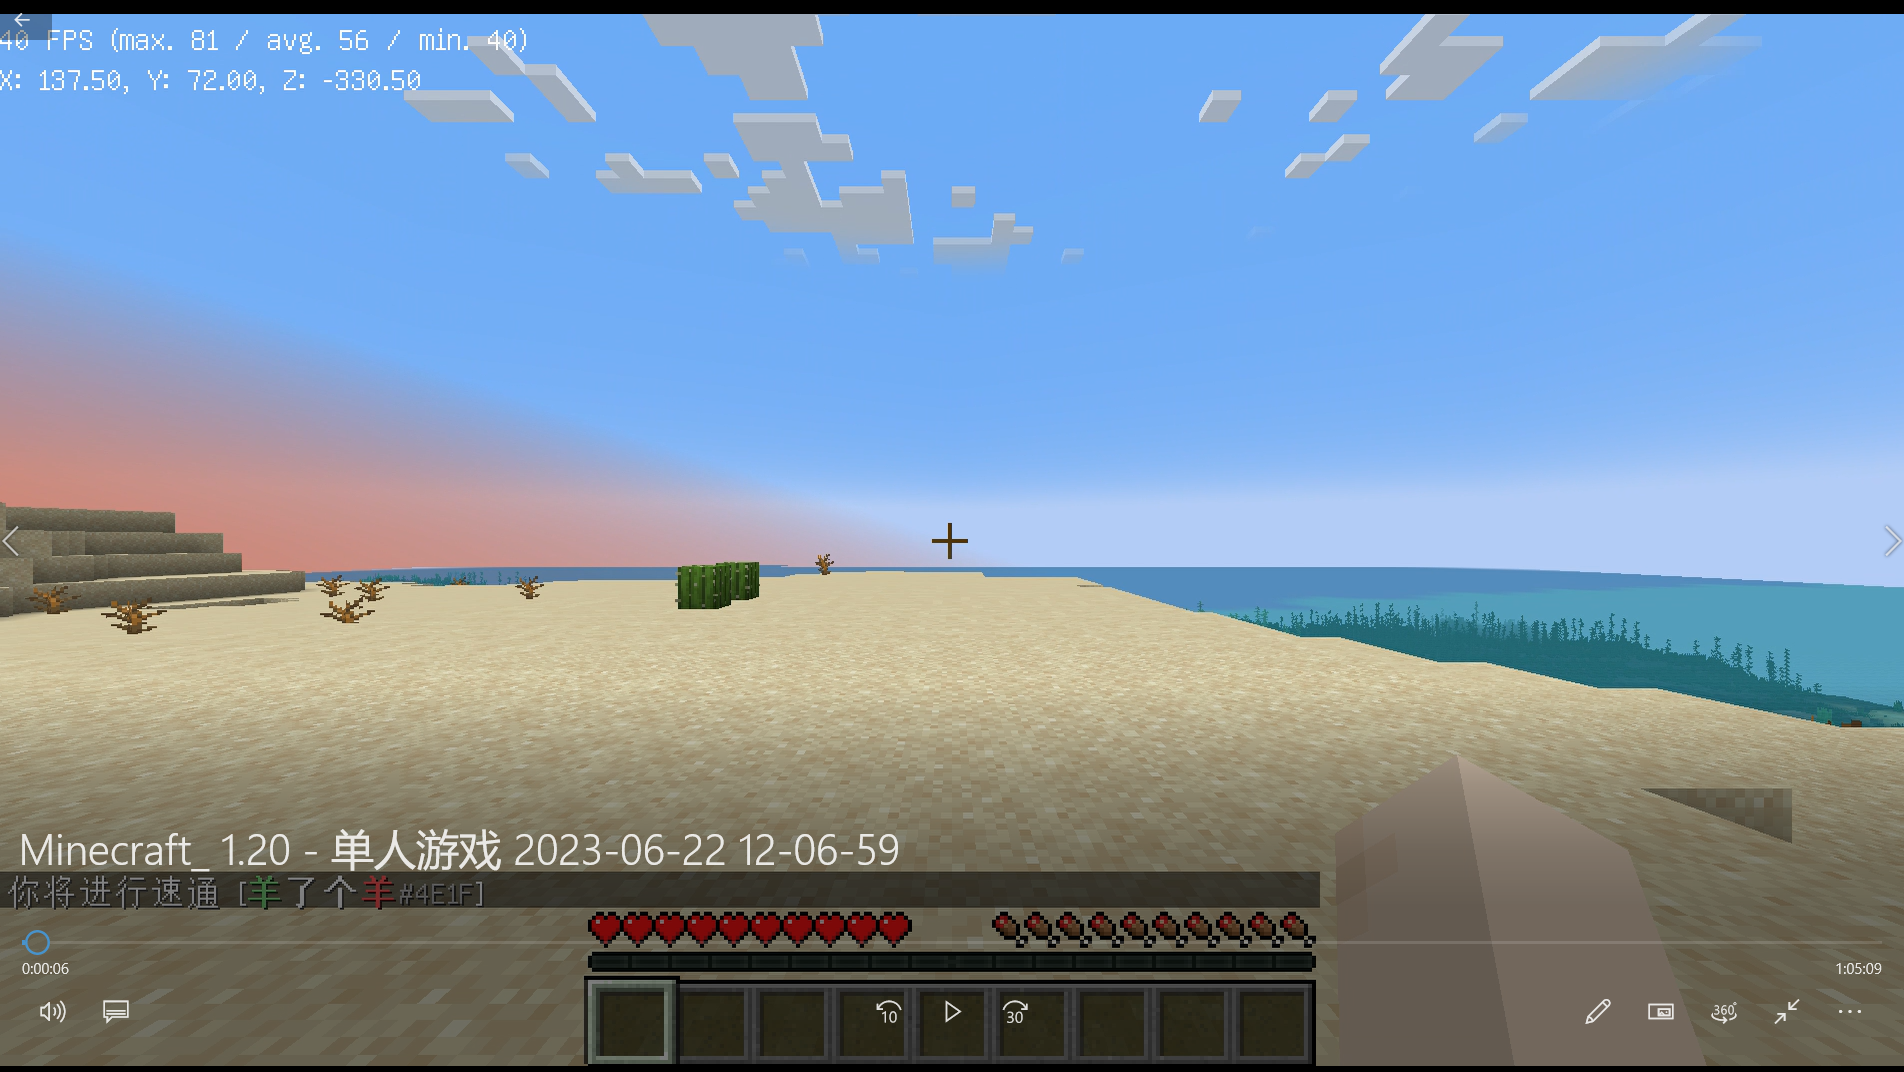 40 FPS (max. 81 / avg. 56 / min. 40)
X: 137.50, Y: 72.00, Z: -330.50
Minecraft_ 1.20 - 单人游戏 2023-06-22 12-06-59
你将进行速通 [羊了个羊#4E1F]
0:00:06
1:05:09
10
30
360°